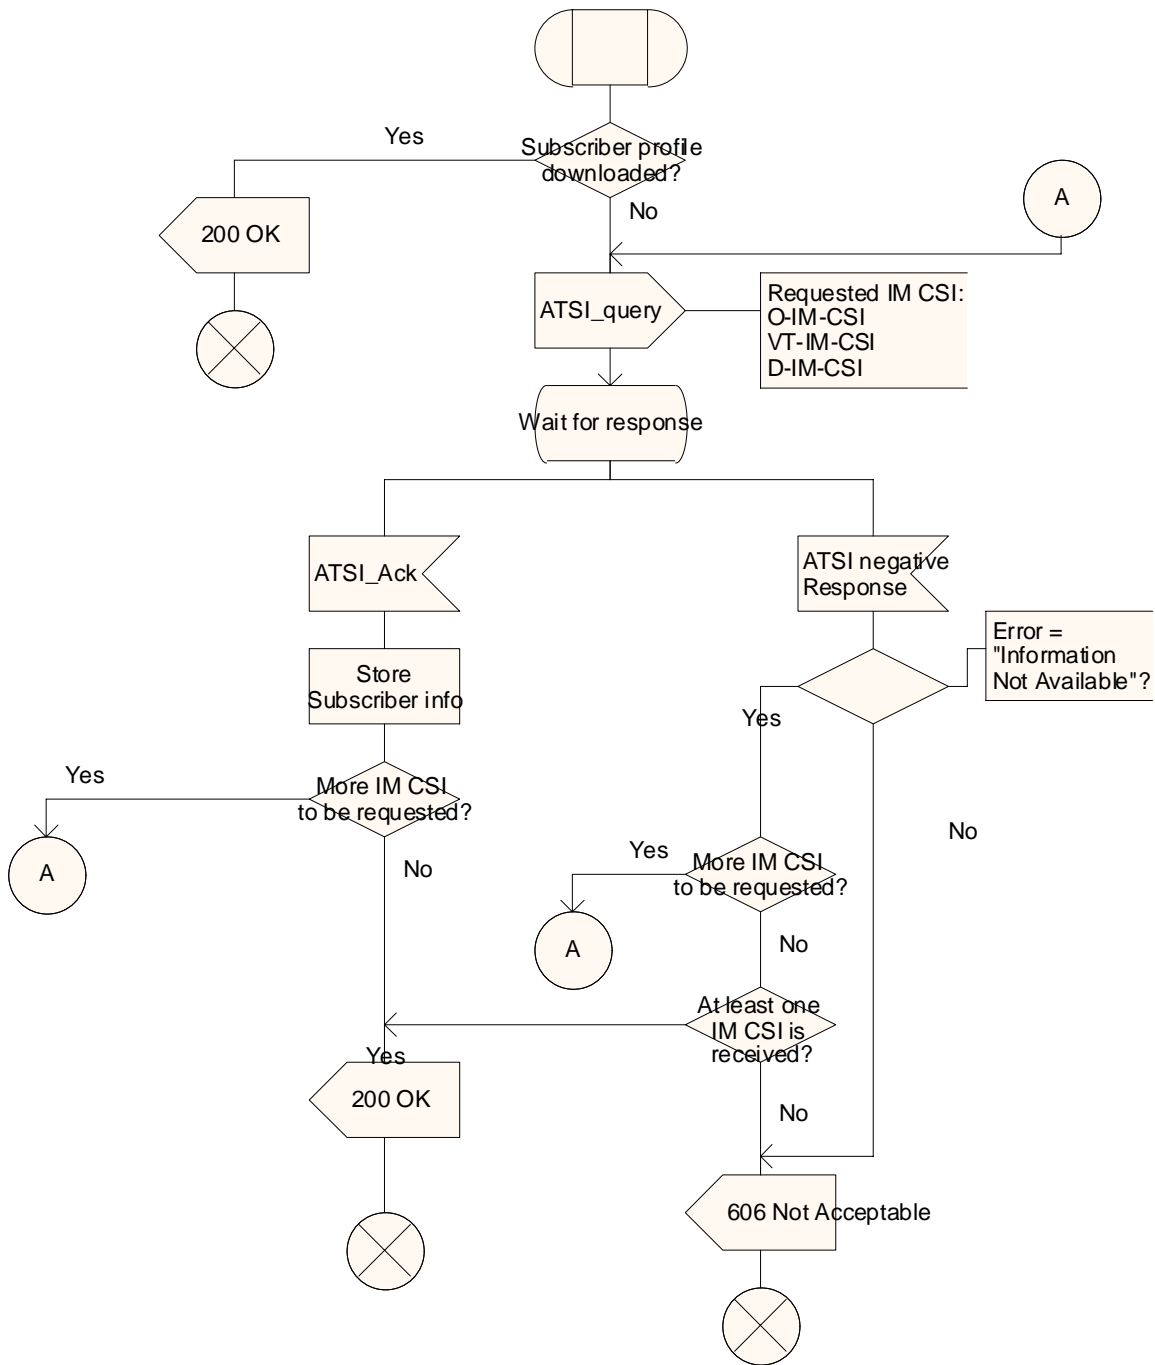 Yes
Subscriber profile
downloaded?
No
A
200 OK
ATSI_query
Requested IM CSI:
O-IM-CSI
VT-IM-CSI
D-IM-CSI
Wait for response
ATSI_Ack
ATSI negative
Response
Store
Subscriber info
Error =
"Information
Not Available"?
Yes
Yes
More IM CSI
to be requested?
No
A
No
Yes
More IM CSI
to be requested?
A
No
At least one
IM CSI is
received?
Yes
200 OK
No
606 Not Acceptable